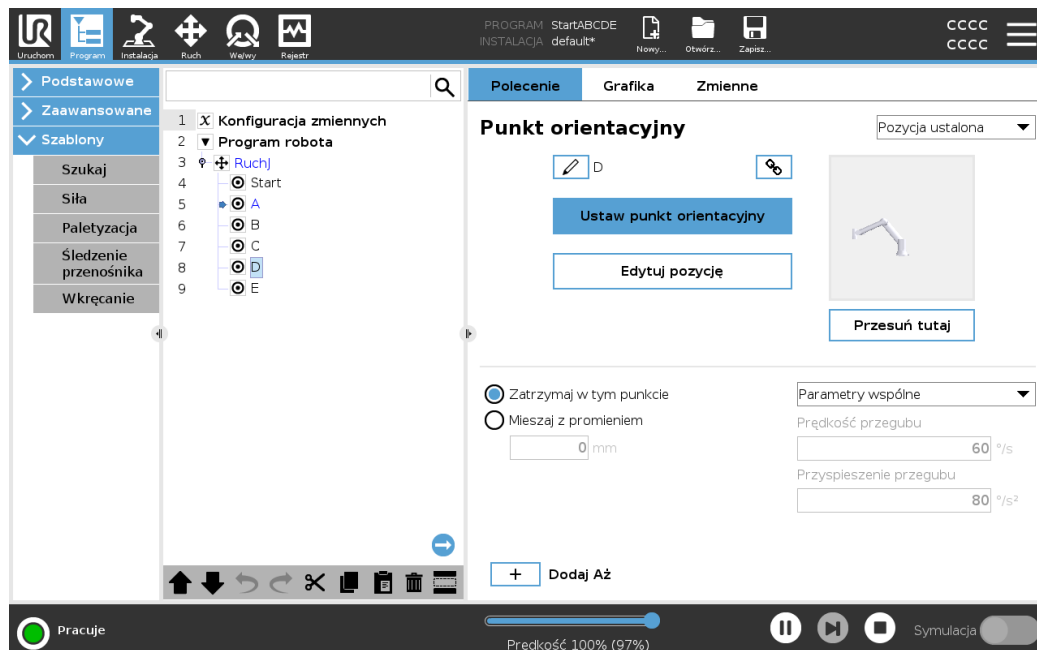 PROGRAM StartABCDE
INSTALACJA default*
CCCC
CCCC
UR
Uruchom
Program
Instalacja
Ruch
We/wy
Rejestr
Nowy...
Otwórz...
Zapisz...
Podstawowe
Zaawansowane
Szablony
Szukaj
Siła
Paletyzacja
Śledzenie
przenośnika
Wkręcanie
1 X Konfiguracja zmiennych
2 Program robota
3 RuchJ
4 Start
5 A
6 B
7 C
8 D
9 E
Polecenie
Grafika
Zmienne
Punkt orientacyjny
Pozycja ustalona
D
Ustaw punkt orientacyjny
Edytuj pozycję
Przesuń tutaj
Zatrzymaj w tym punkcie
Mieszaj z promieniem
0 mm
Parametry wspólne
Prędkość przegubu
60 °/s
Przyspieszenie przegubu
80 °/s²
+ Dodaj Aż
Pracuje
Prędkość 100% (97%)
Symulacja